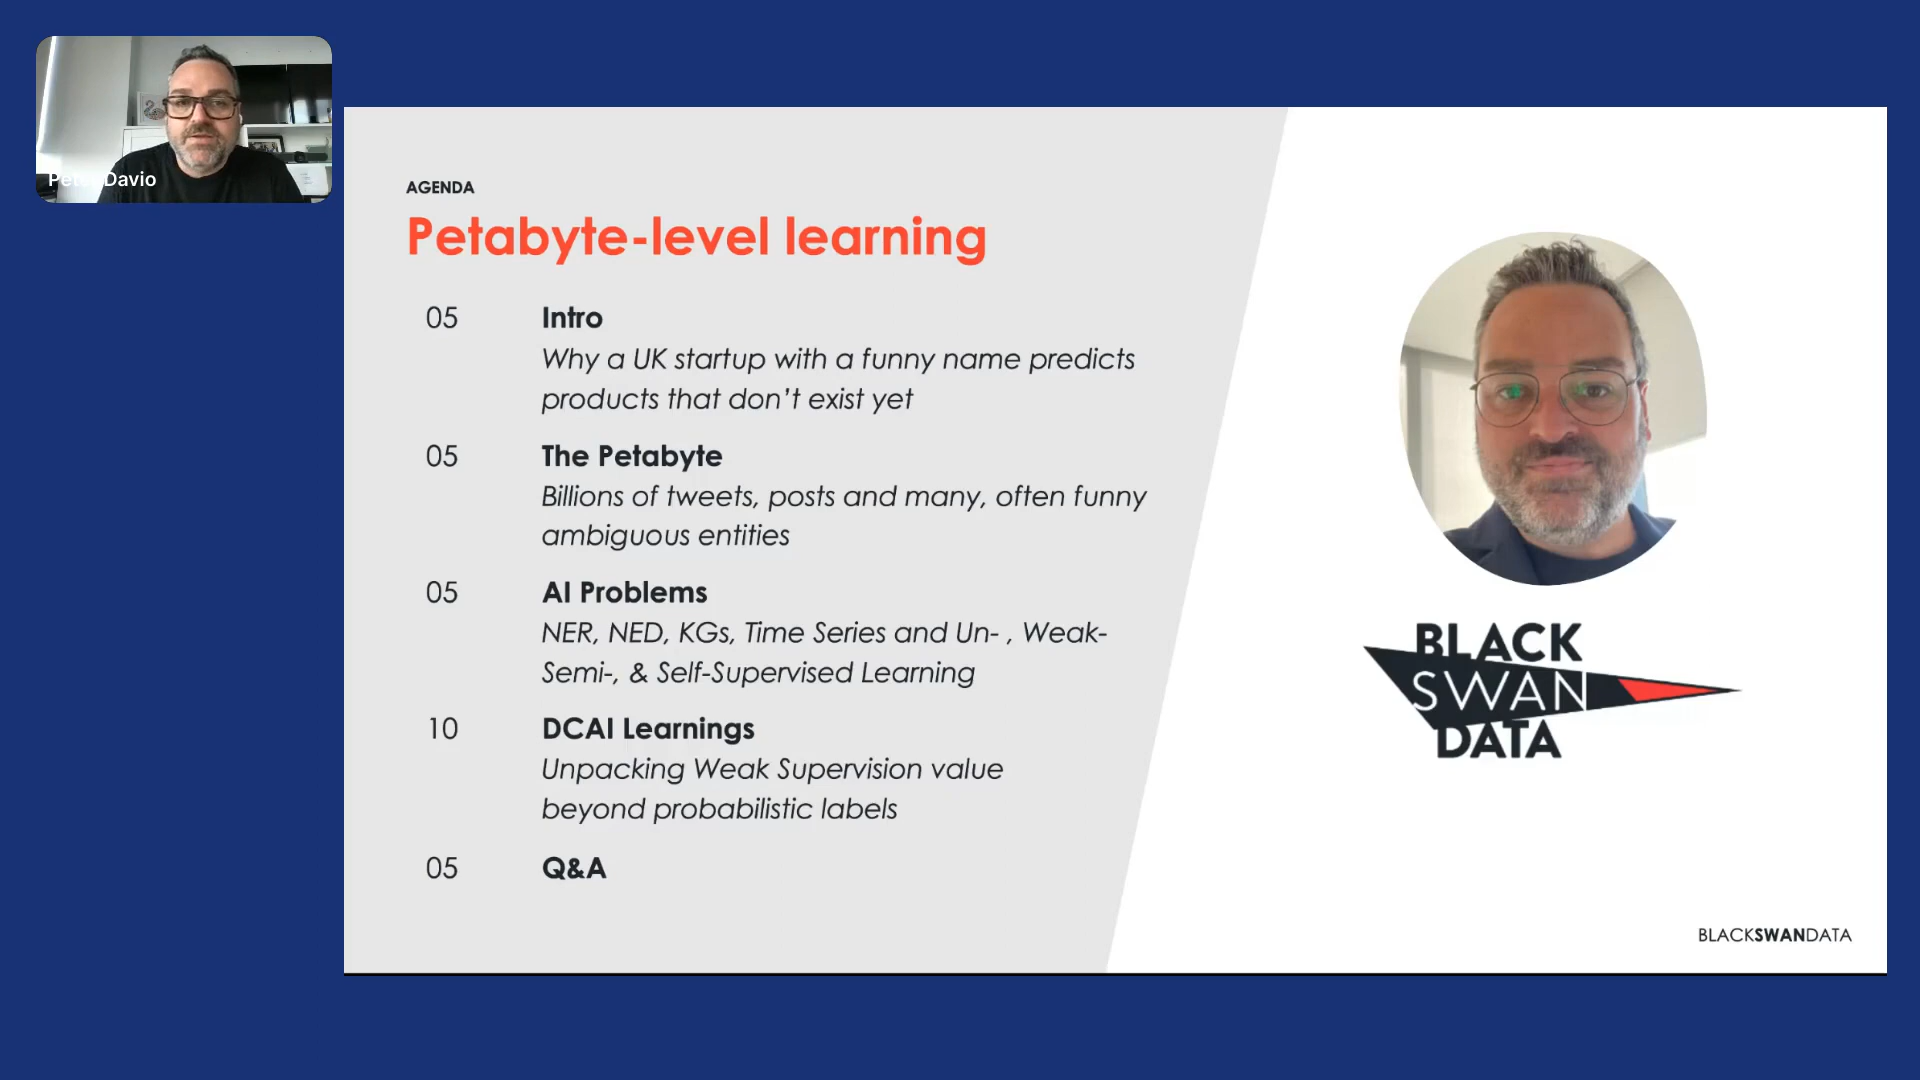 Davio
AGENDA
Petabyte-level learning
05 Intro
Why a UK startup with a funny name predicts
products that don't exist yet
05 The Petabyte
Billions of tweets, posts and many, often funny
ambiguous entities
05 AI Problems
NER, NED, KGs, Time Series and Un- , Weak-
Semi-, & Self-Supervised Learning
10 DCAI Learnings
Unpacking Weak Supervision value
beyond probabilistic labels
05 Q&A
BLACK
SWAN
DATA
BLACKSWANDATA